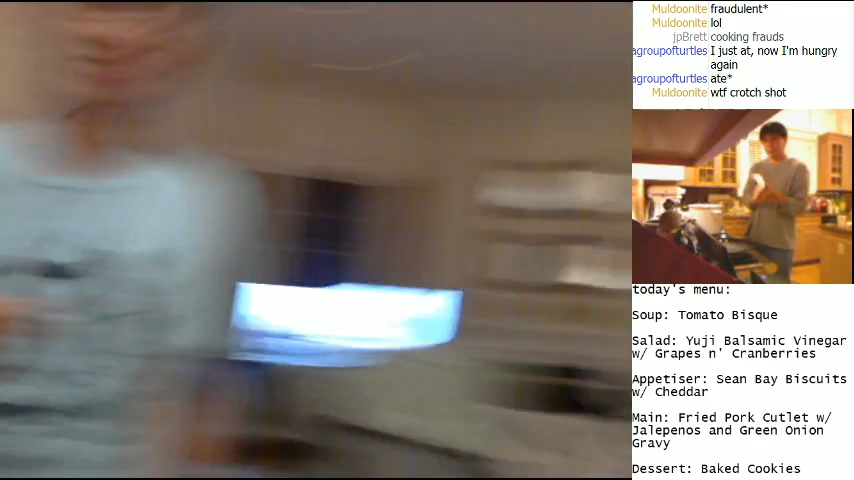 Muldoonite fraudulent*
Muldoonite lol
jpBrett cooking frauds
agroupofturtles I just at, now I'm hungry
again
agroupofturtles ate*
Muldoonite wtf crotch shot
today's menu:
Soup: Tomato Bisque
Salad: Yuji Balsamic Vinegar
w/ Grapes n' Cranberries
Appetiser: Sean Bay Biscuits
w/ Cheddar
Main: Fried Pork Cutlet w/
Jalepenos and Green Onion
Gravy
Dessert: Baked Cookies